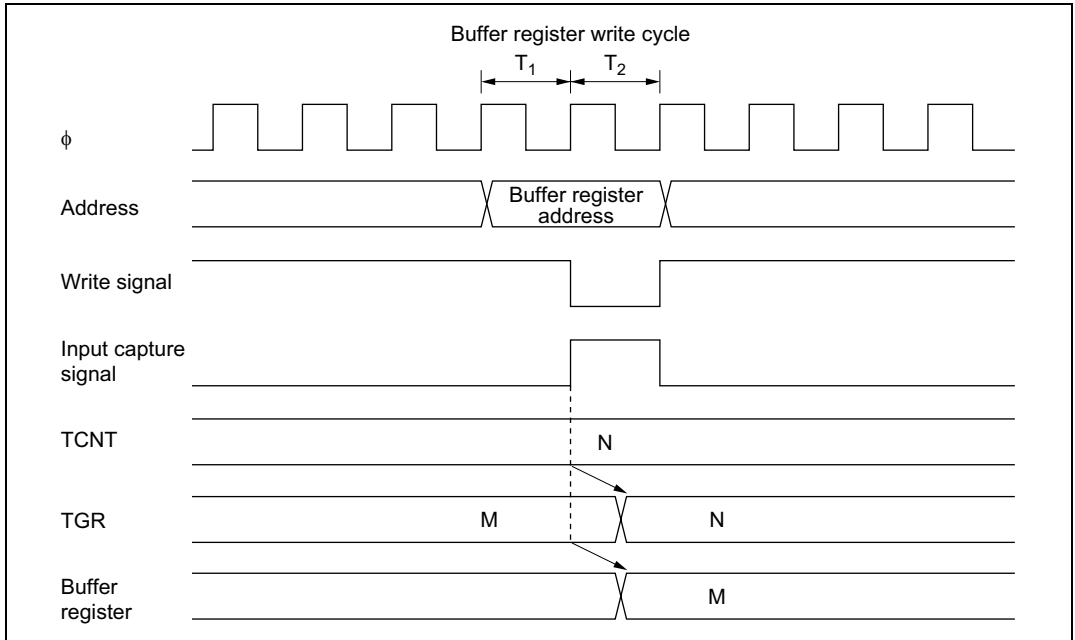 Buffer register write cycle
T1 T2
ϕ
Address
Buffer register
address
Write signal
Input capture
signal
TCNT
N
TGR
M
N
Buffer
register
M